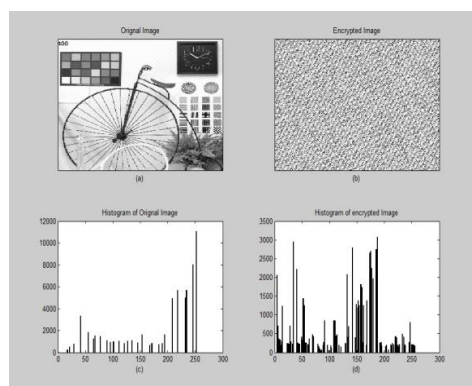 Orignal Image
Encrypted Image
(a)
(b)
Histogram of Orignal Image
12000
10000
8000
6000
4000
2000
0
0 50 100 150 200 250 300
(c)
Histogram of encrypted Image
3500
3000
2500
2000
1500
1000
500
0
0 50 100 150 200 250 300
(d)